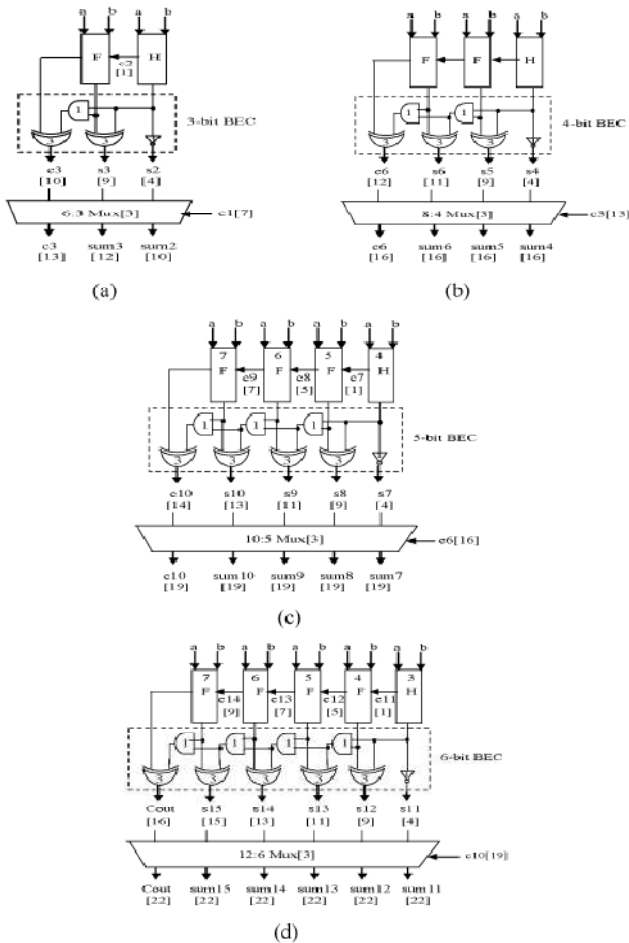 a b a b
F c2 [1] H
1
3 3
3-bit BEC
c3 s3 s2
[10] [9] [4]
6:3 Mux[3] c1[7]
c3 sum3 sum2
[13] [12] [10]
(a)
a b a b a b
F F H
1 1
3 3 3
4-bit BEC
c6 s6 s5 s4
[12] [11] [9] [4]
8:4 Mux[3] c3[13]
c6 sum6 sum5 sum4
[16] [16] [16] [16]
(b)
a b a b a b a b
7 6 5 4
F F F H
c9 c8 c7
[7] [5] [1]
1 1 1
3 3 3 3
5-bit BEC
c10 s10 s9 s8 s7
[14] [13] [11] [9] [4]
10:5 Mux[3] c6[16]
c10 sum10 sum9 sum8 sum7
[19] [19] [19] [19] [19]
(c)
a b a b a b a b a b
7 6 5 4 3
F F F F H
c14 c13 c12 c11
[9] [7] [5] [1]
1 1 1 1
3 3 3 3 3
6-bit BEC
Cout s15 s14 s13 s12 s11
[16] [15] [13] [11] [9] [4]
12:6 Mux[3] c10[19]
Cout sum15 sum14 sum13 sum12 sum11
[22] [22] [22] [22] [22] [22]
(d)